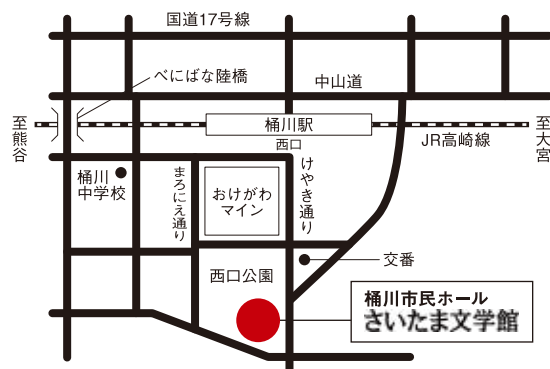 国道17号線
べにばな陸橋
中山道
至熊谷
桶川駅
西口
JR高崎線
至大宮
桶川
中学校
まろにえ通り
おけがわ
マイン
けやき通り
西口公園
交番
桶川市民ホール
さいたま文学館